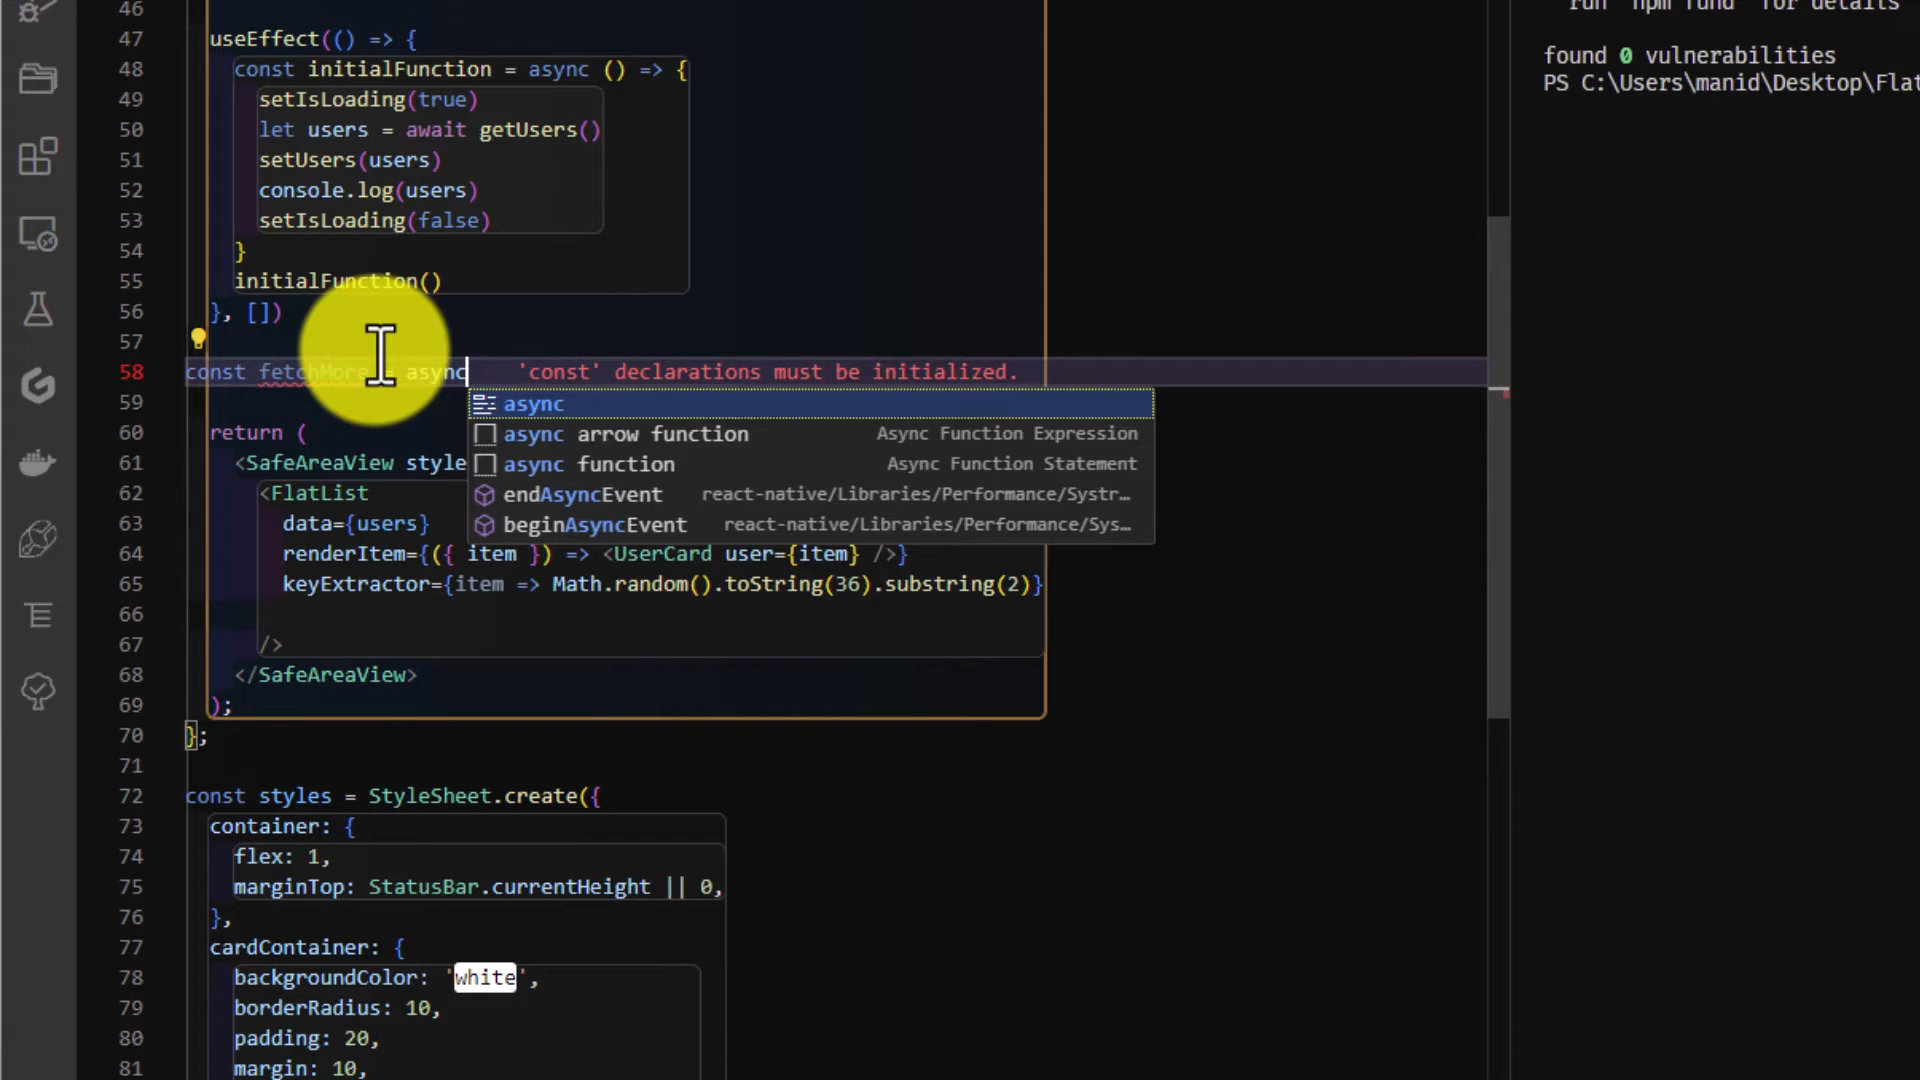 46
47 useEffect(() => {
48 const initialFunction = async () => {
49 setIsLoading(true)
50 let users = await getUsers()
51 setUsers(users)
52 console.log(users)
53 setIsLoading(false)
54 }
55 initialFunction()
56 }, [])
57
58 const fetchMore = async 'const' declarations must be initialized.
async
async arrow function Async Function Expression
async function Async Function Statement
endAsyncEvent react-native/Libraries/Performance/Systr…
beginAsyncEvent react-native/Libraries/Performance/Sys…
59
60 return (
61 <SafeAreaView style
62 <FlatList
63 data={users}
64 renderItem={({ item }) => <UserCard user={item} />}
65 keyExtractor={item => Math.random().toString(36).substring(2)}
66
67 />
68 </SafeAreaView>
69 );
70 };
71
72 const styles = StyleSheet.create({
73 container: {
74 flex: 1,
75 marginTop: StatusBar.currentHeight || 0,
76 },
77 cardContainer: {
78 backgroundColor: 'white',
79 borderRadius: 10,
80 padding: 20,
81 margin: 10,
run `npm fund` for details
found 0 vulnerabilities
PS C:\Users\manid\Desktop\Flat